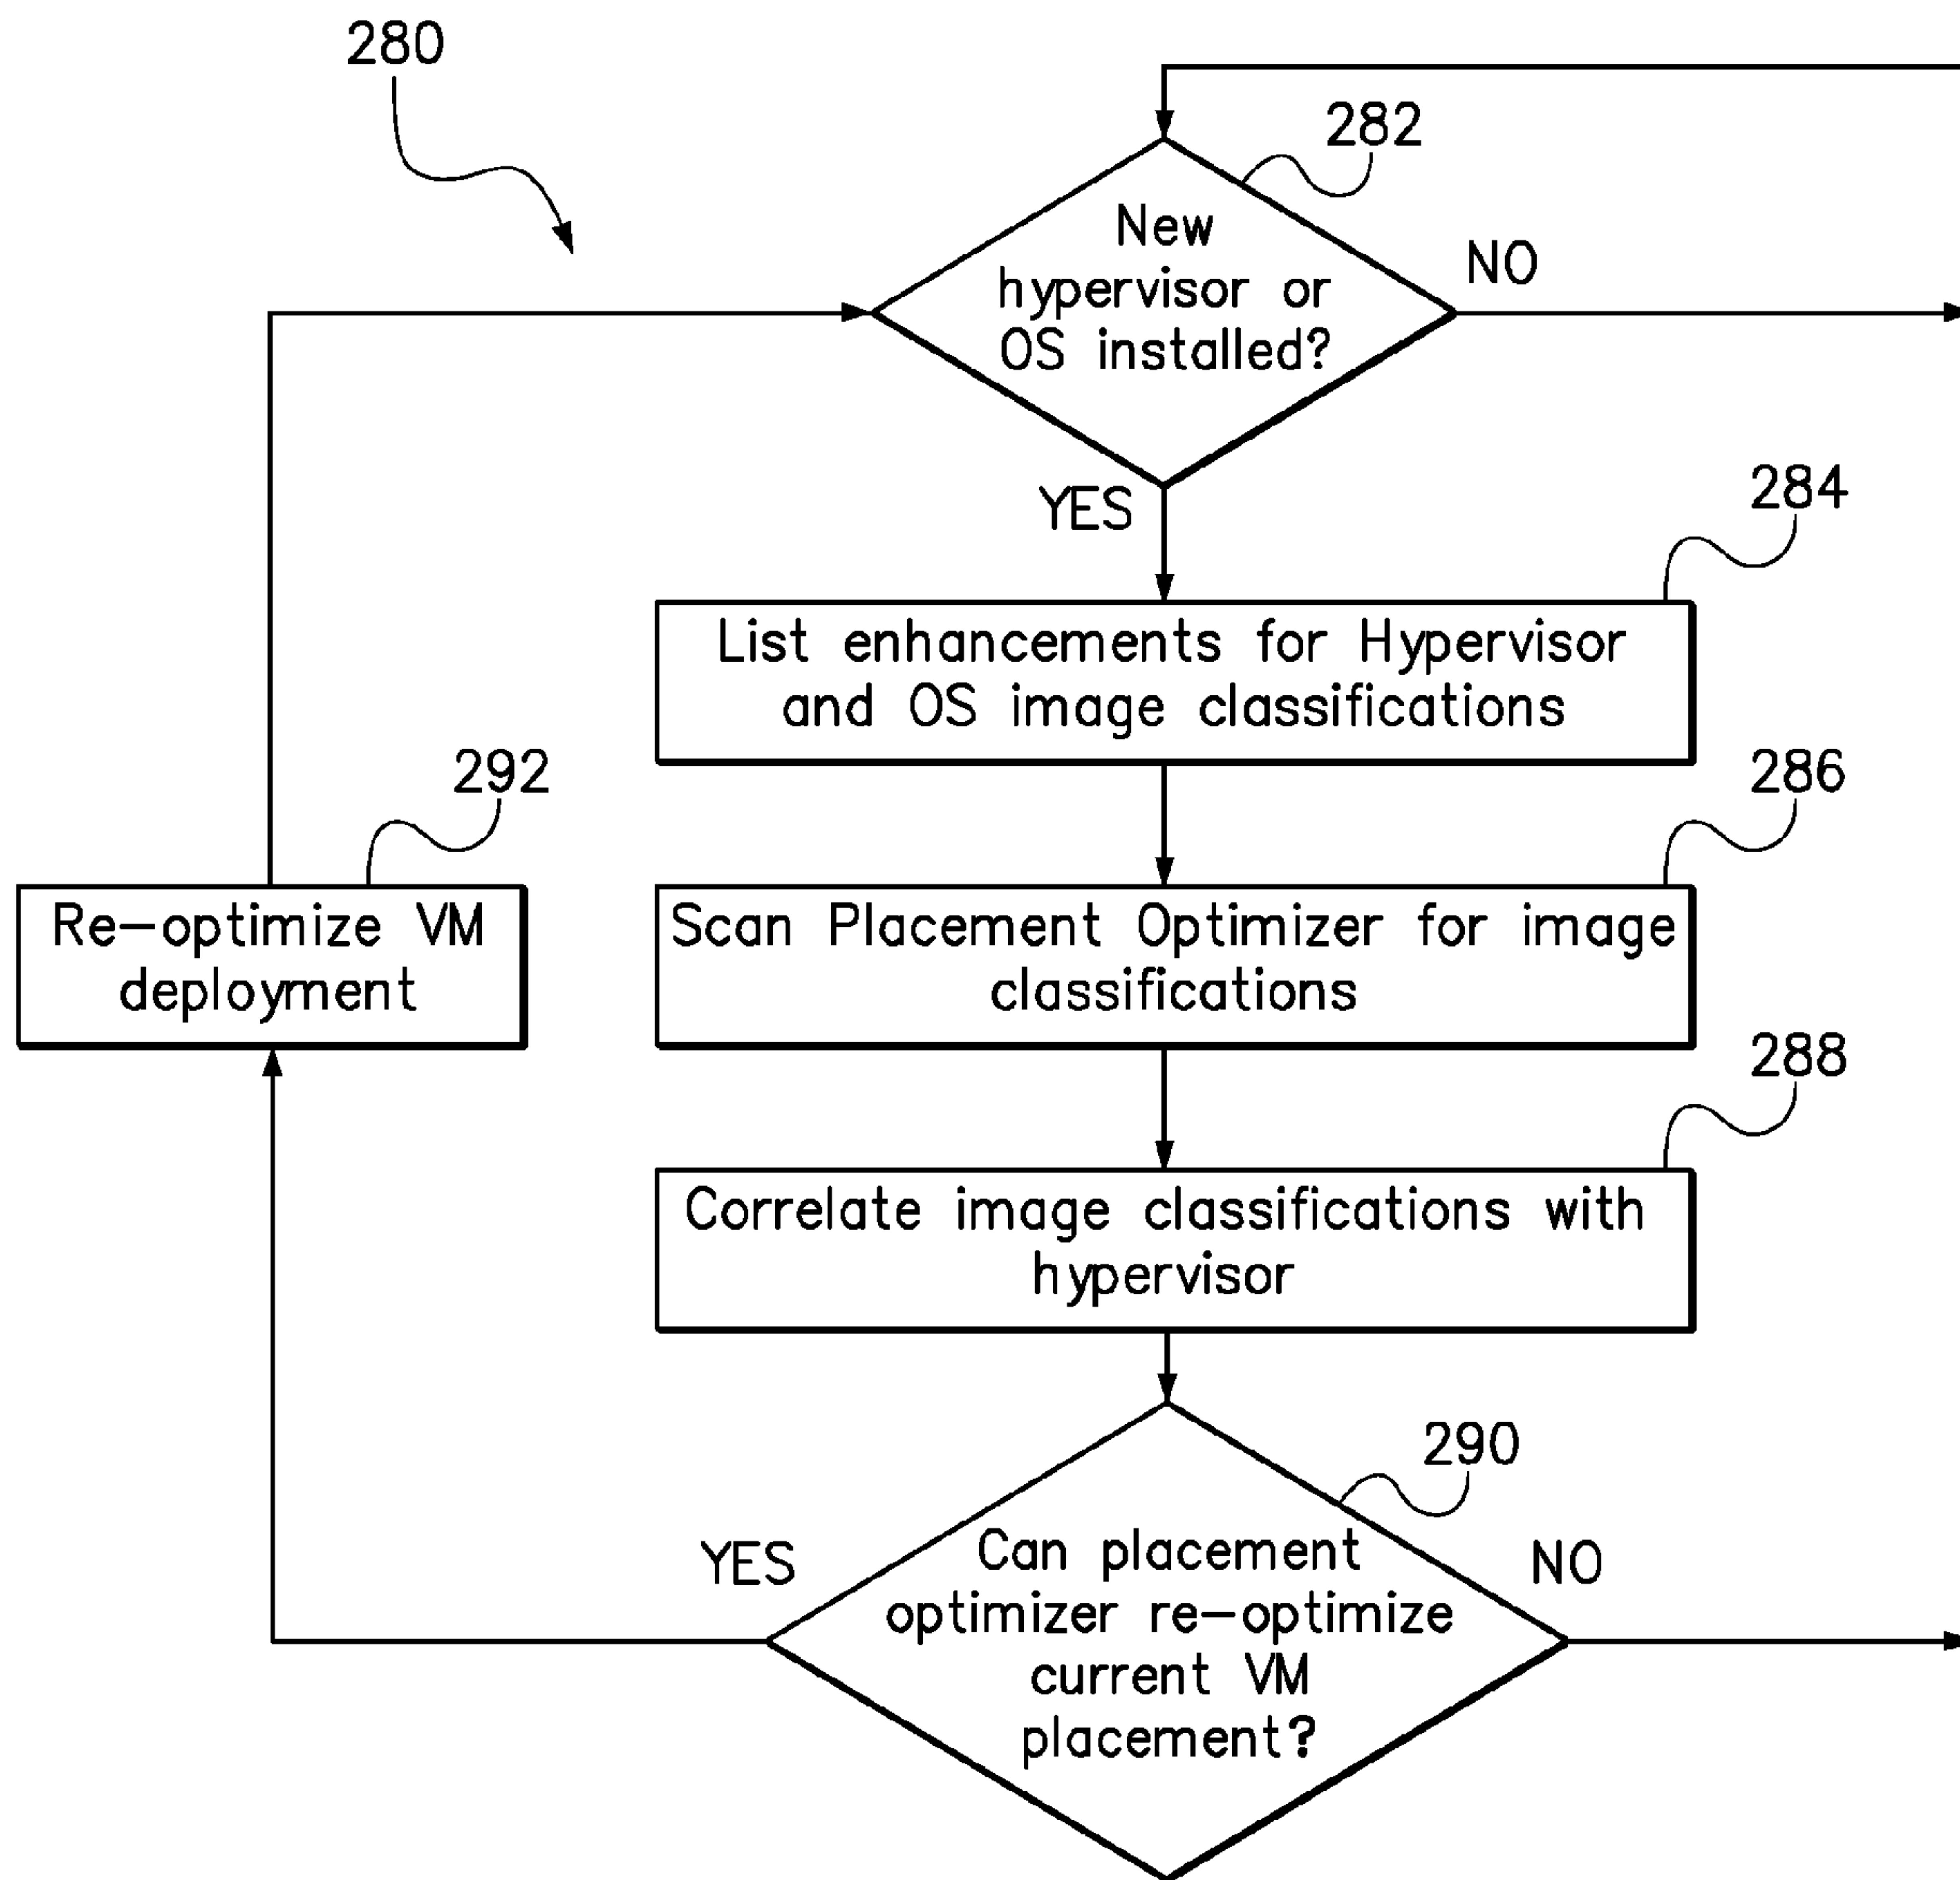 280
282
New
hypervisor or
OS installed?
NO
YES
284
List enhancements for Hypervisor
and OS image classifications
292
286
Re-optimize VM
deployment
Scan Placement Optimizer for image
classifications
288
Correlate image classifications with
hypervisor
290
YES
Can placement
optimizer re-optimize
current VM
placement?
NO